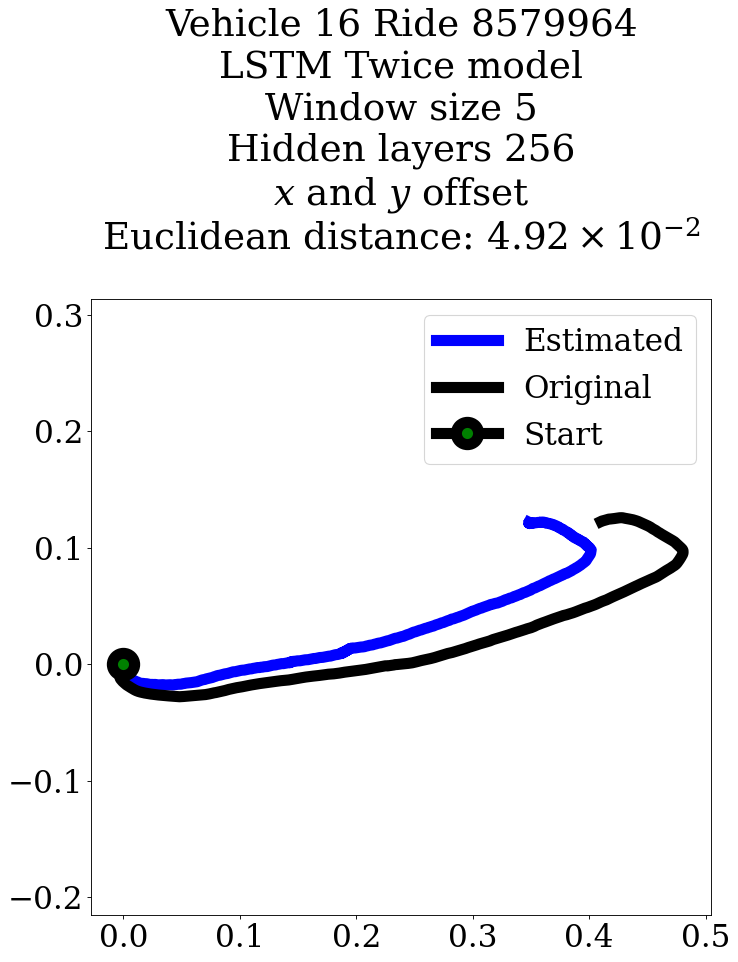 Vehicle 16 Ride 8579964
LSTM Twice model
Window size 5
Hidden layers 256
x and y offset
Euclidean distance: 4.92 × 10⁻²
0.3
0.2
0.1
0.0
−0.1
−0.2
Estimated
Original
Start
0.0 0.1 0.2 0.3 0.4 0.5